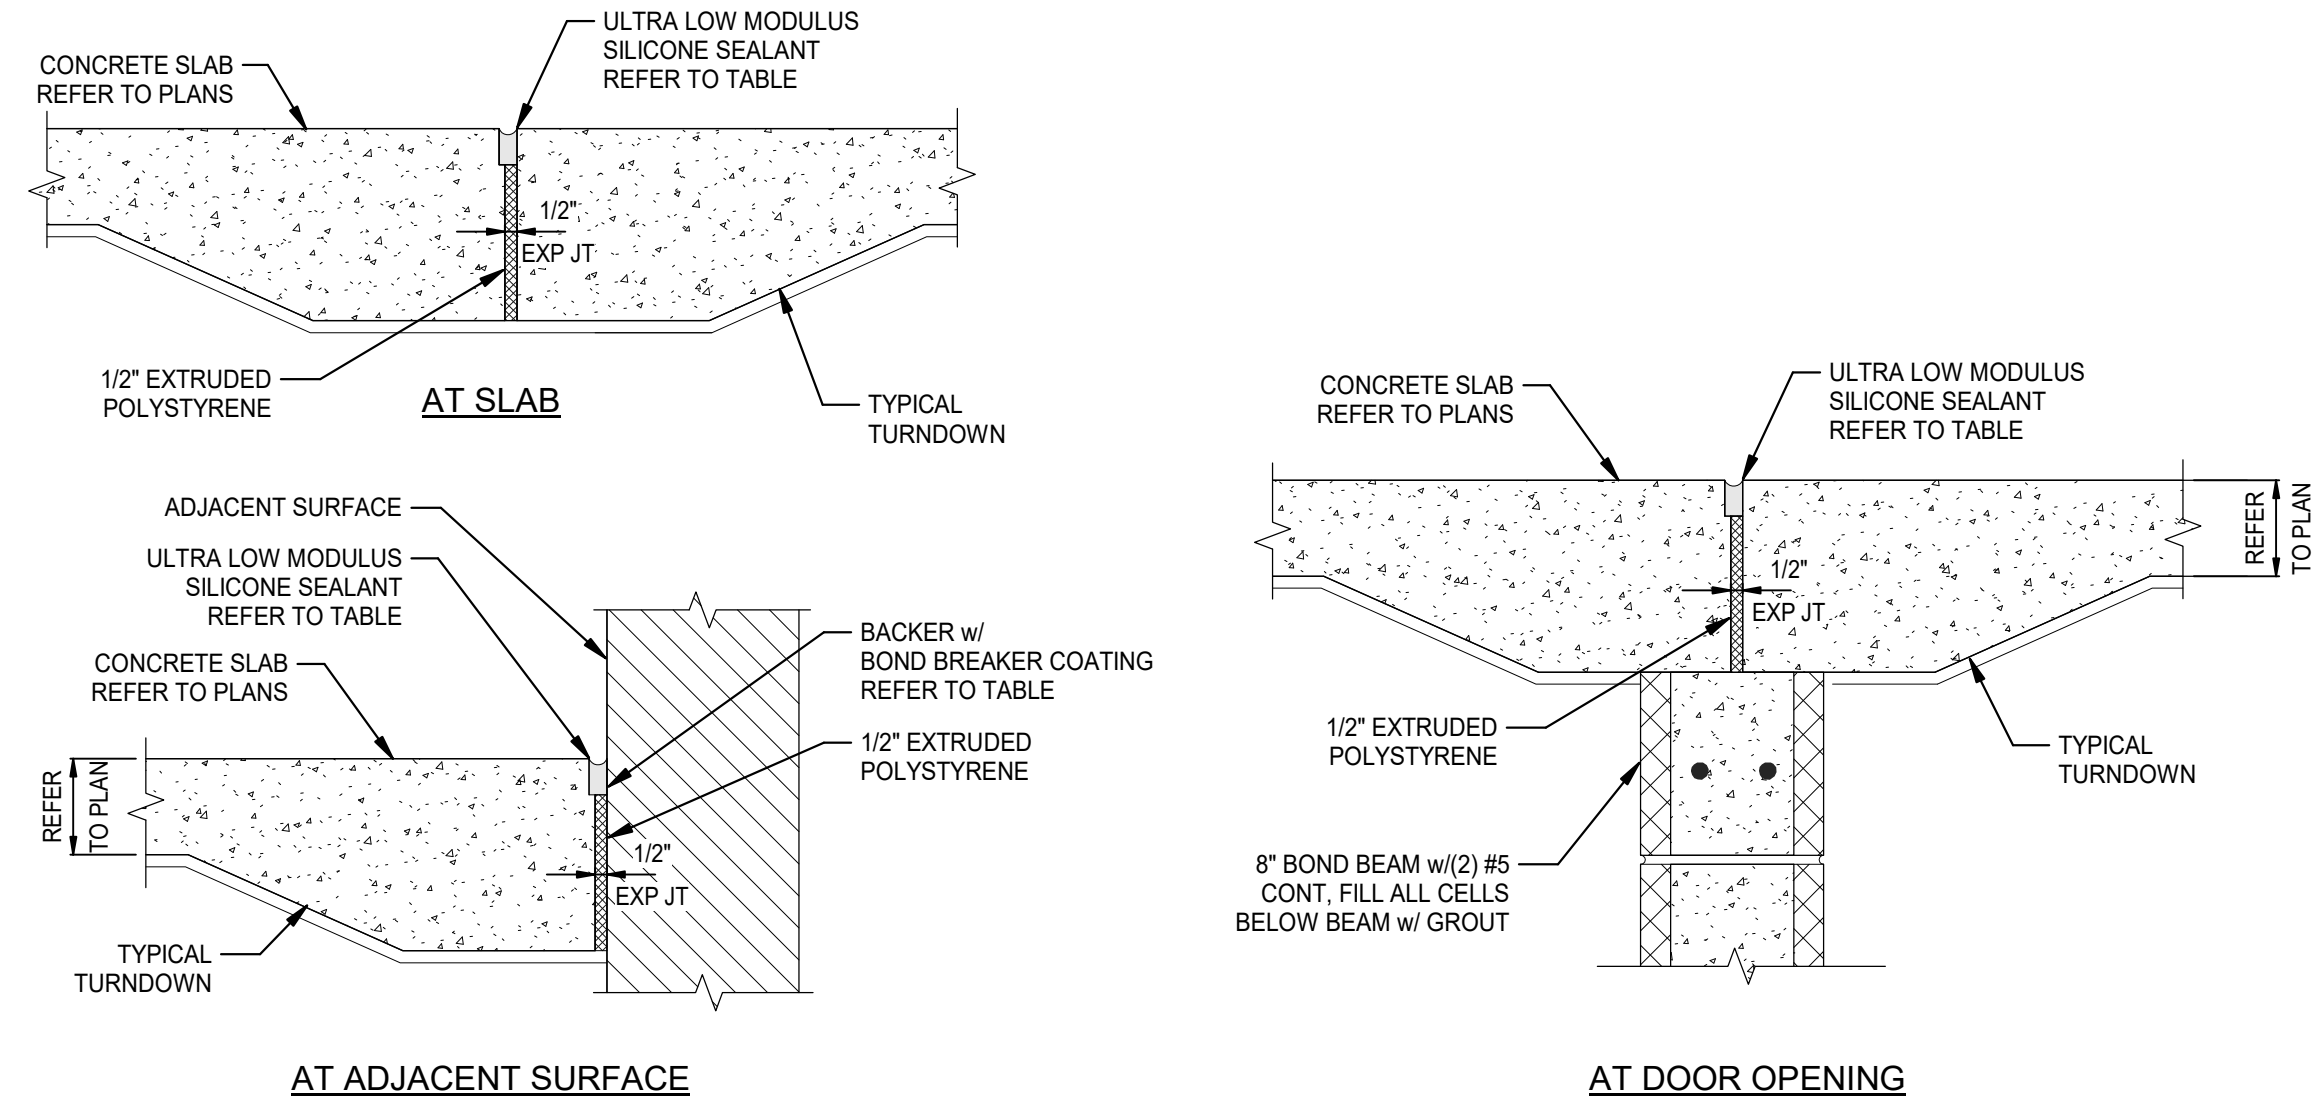 ULTRA LOW MODULUS
SILICONE SEALANT
REFER TO TABLE
CONCRETE SLAB
REFER TO PLANS
1/2"
EXP JT
1/2" EXTRUDED
POLYSTYRENE
AT SLAB
TYPICAL
TURNDOWN
ADJACENT SURFACE
ULTRA LOW MODULUS
SILICONE SEALANT
REFER TO TABLE
CONCRETE SLAB
REFER TO PLANS
BACKER w/
BOND BREAKER COATING
REFER TO TABLE
1/2" EXTRUDED
POLYSTYRENE
REFER
TO PLAN
1/2"
EXP JT
TYPICAL
TURNDOWN
AT ADJACENT SURFACE
CONCRETE SLAB
REFER TO PLANS
ULTRA LOW MODULUS
SILICONE SEALANT
REFER TO TABLE
REFER
TO PLAN
1/2"
EXP JT
1/2" EXTRUDED
POLYSTYRENE
TYPICAL
TURNDOWN
8" BOND BEAM w/(2) #5
CONT, FILL ALL CELLS
BELOW BEAM w/ GROUT
AT DOOR OPENING